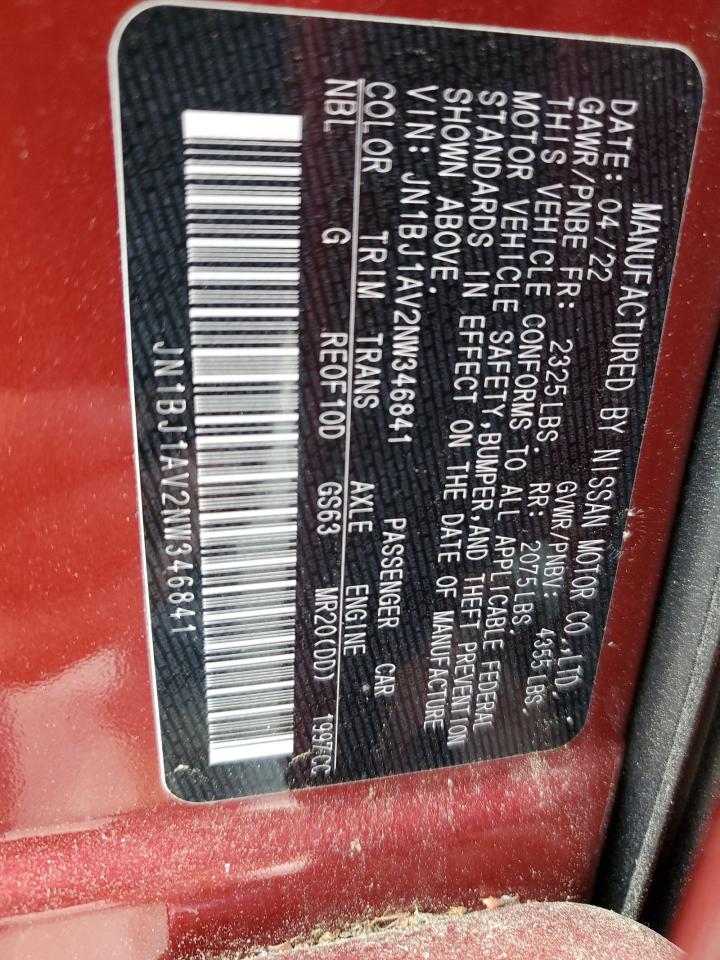 MANUFACTURED BY NISSAN MOTOR CO.,LTD.
DATE: 04/22 GVWR/PNBV: 4355 LBS.
GAWR/PNBE FR: 2325 LBS. RR: 2075 LBS.
THIS VEHICLE CONFORMS TO ALL APPLICABLE FEDERAL
MOTOR VEHICLE SAFETY,BUMPER,AND THEFT PREVENTION
STANDARDS IN EFFECT ON THE DATE OF MANUFACTURE
SHOWN ABOVE.
VIN: JN1BJ1AV2NW346841 PASSENGER CAR
COLOR TRIM TRANS AXLE ENGINE
NBL G RE0F10D GS63 MR20(DD) 1997CC
JN1BJ1AV2NW346841